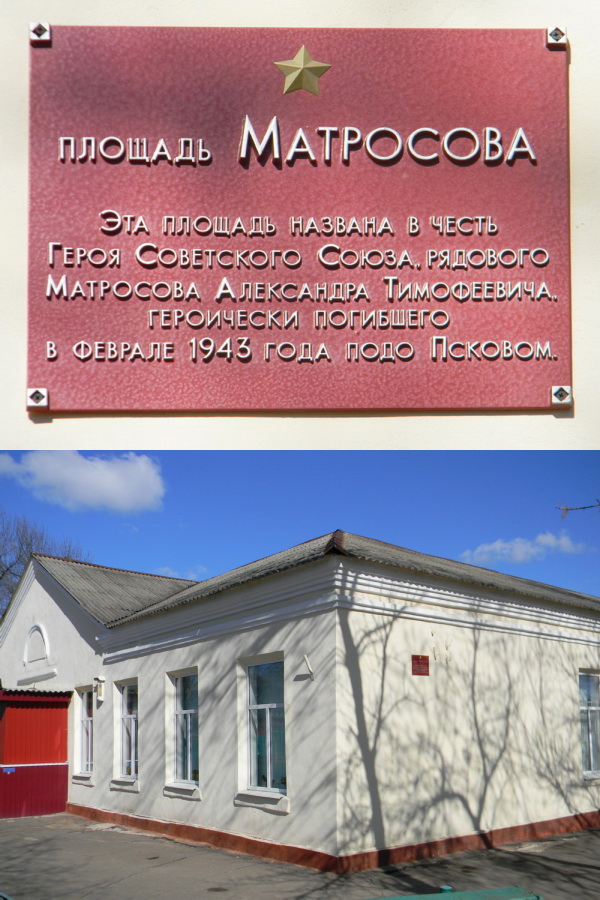 площадь Матросова
Эта площадь названа в честь
Героя Советского Союза, рядового
Матросова Александра Тимофеевича,
героически погибшего
в феврале 1943 года подо Псковом.